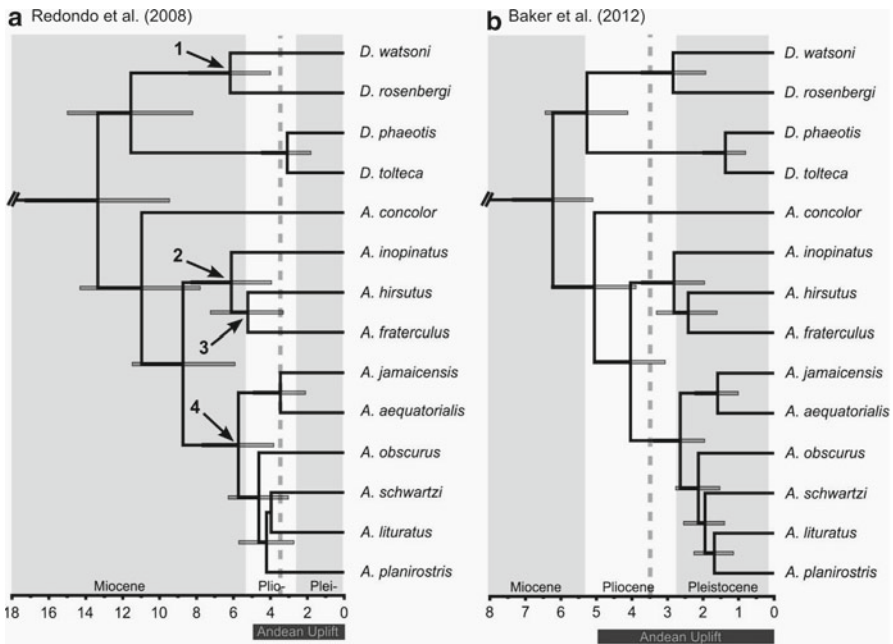 a Redondo et al. (2008)
1
D. watsoni
D. rosenbergi
D. phaeotis
D. tolteca
A. concolor
2
A. inopinatus
A. hirsutus
3
A. fraterculus
A. jamaicensis
4
A. aequatorialis
A. obscurus
A. schwartzi
A. lituratus
A. planirostris
Miocene Plio- Plei-
18 16 14 12 10 8 6 4 2 0
Andean Uplift
b Baker et al. (2012)
D. watsoni
D. rosenbergi
D. phaeotis
D. tolteca
A. concolor
A. inopinatus
A. hirsutus
A. fraterculus
A. jamaicensis
A. aequatorialis
A. obscurus
A. schwartzi
A. lituratus
A. planirostris
Miocene Pliocene Pleistocene
8 7 6 5 4 3 2 1 0
Andean Uplift